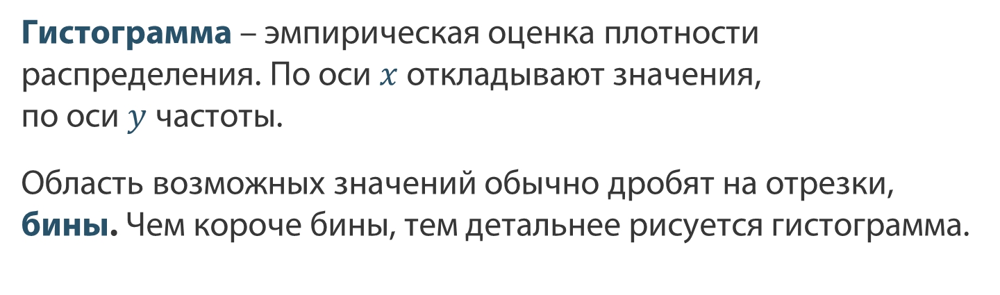 Гистограмма – эмпирическая оценка плотности
распределения. По оси x откладывают значения,
по оси y частоты.
Область возможных значений обычно дробят на отрезки,
бины. Чем короче бины, тем детальнее рисуется гистограмма.